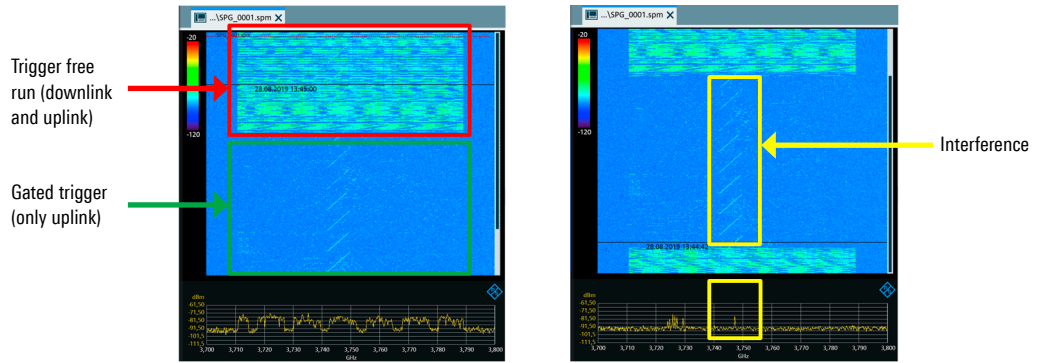 ...\SPG_0001.spm X
-20
-120
28.08.2019 13:45:00
Trigger free
run (downlink
and uplink)
Gated trigger
(only uplink)
dBm
-61,50
-71,50
-81,50
-91,50
-101,5
-111,5
3,700 3,710 3,720 3,730 3,740 3,750 3,760 3,770 3,780 3,790 3,800
GHz
...\SPG_0001.spm X
-20
-120
28.08.2019 13:44:42
Interference
dBm
-61,50
-71,50
-81,50
-91,50
-101,5
-111,5
3,700 3,710 3,720 3,730 3,740 3,750 3,760 3,770 3,780 3,790 3,800
GHz